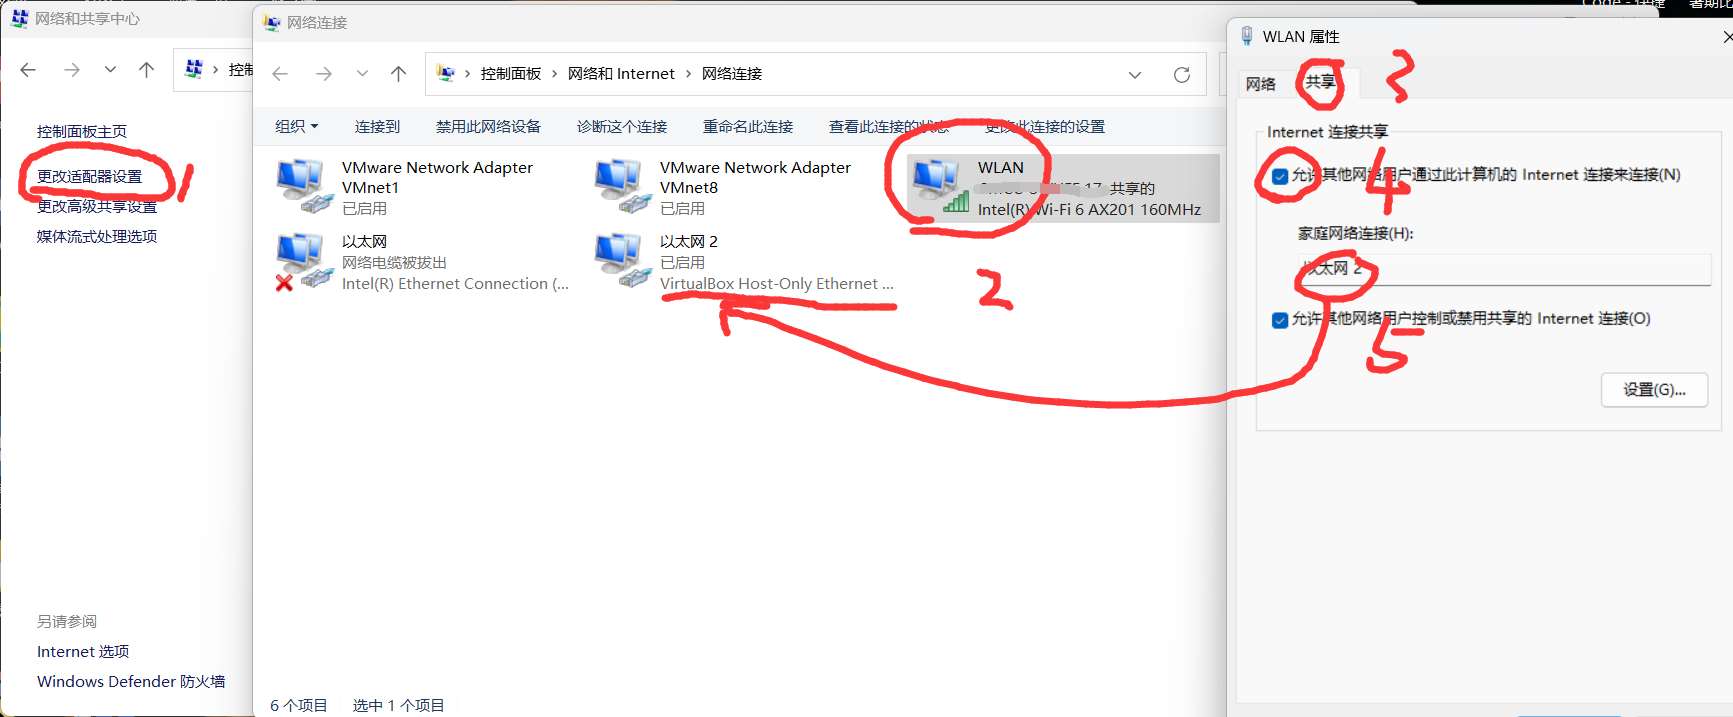 网络和共享中心
控制
控制面板主页
更改适配器设置
1
更改高级共享设置
媒体流式处理选项
另请参阅
Internet 选项
Windows Defender 防火墙
网络连接
控制面板 › 网络和 Internet › 网络连接
组织 连接到 禁用此网络设备 诊断这个连接 重命名此连接 查看此连接的状态 更改此连接的设置
VMware Network Adapter
VMnet1
已启用
VMware Network Adapter
VMnet8
已启用
WLAN
共享的
Intel(R) Wi-Fi 6 AX201 160MHz
以太网
网络电缆被拔出
Intel(R) Ethernet Connection (...
以太网 2
已启用
VirtualBox Host-Only Ethernet ...
2
6 个项目 选中 1 个项目
WLAN 属性
网络 共享
3
Internet 连接共享
允许其他网络用户通过此计算机的 Internet 连接来连接(N)
4
家庭网络连接(H):
以太网 2
允许其他网络用户控制或禁用共享的 Internet 连接(O)
5
设置(G)...